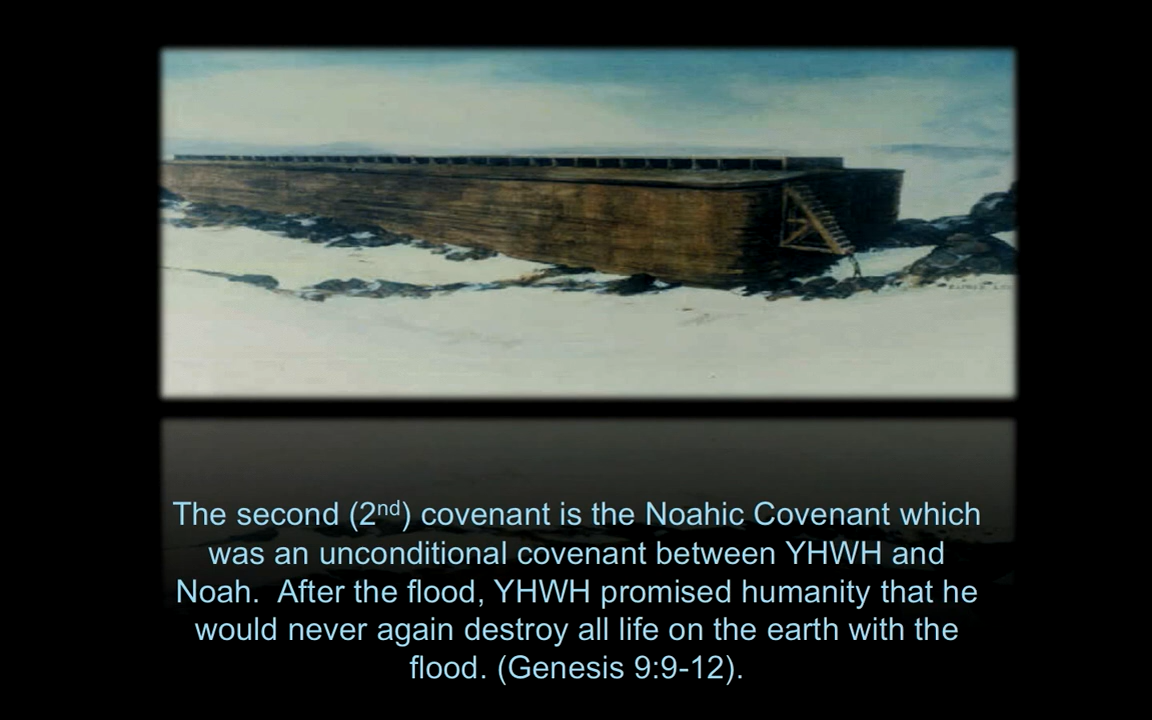 The second (2nd) covenant is the Noahic Covenant which
was an unconditional covenant between YHWH and
Noah.  After the flood, YHWH promised humanity that he
would never again destroy all life on the earth with the
flood. (Genesis 9:9-12).